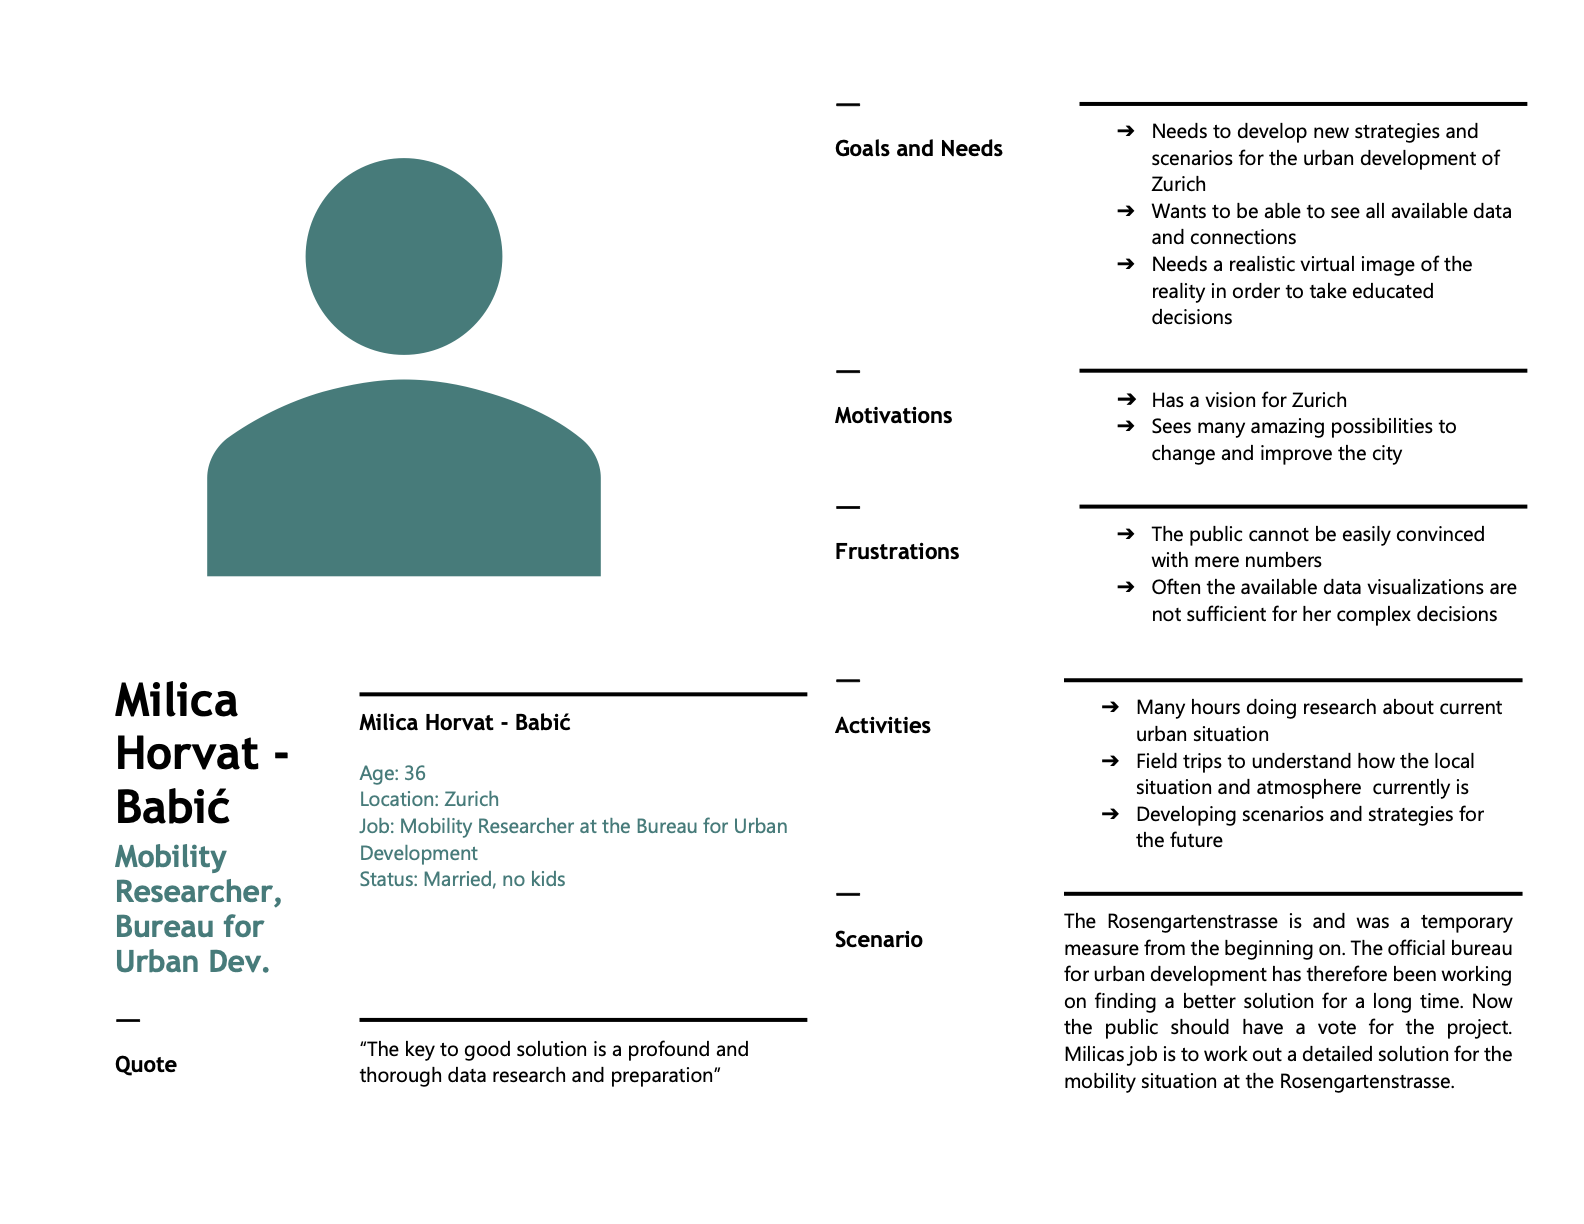 Milica
Horvat -
Babić
Mobility
Researcher,
Bureau for
Urban Dev.
Milica Horvat - Babić
Age: 36
Location: Zurich
Job: Mobility Researcher at the Bureau for Urban
Development
Status: Married, no kids
—
Quote
“The key to good solution is a profound and
thorough data research and preparation”
—
Goals and Needs
➔ Needs to develop new strategies and
scenarios for the urban development of
Zurich
➔ Wants to be able to see all available data
and connections
➔ Needs a realistic virtual image of the
reality in order to take educated
decisions
—
Motivations
➔ Has a vision for Zurich
➔ Sees many amazing possibilities to
change and improve the city
—
Frustrations
➔ The public cannot be easily convinced
with mere numbers
➔ Often the available data visualizations are
not sufficient for her complex decisions
—
Activities
➔ Many hours doing research about current
urban situation
➔ Field trips to understand how the local
situation and atmosphere  currently is
➔ Developing scenarios and strategies for
the future
—
Scenario
The Rosengartenstrasse is and was a temporary
measure from the beginning on. The official bureau
for urban development has therefore been working
on finding a better solution for a long time. Now
the public should have a vote for the project.
Milicas job is to work out a detailed solution for the
mobility situation at the Rosengartenstrasse.